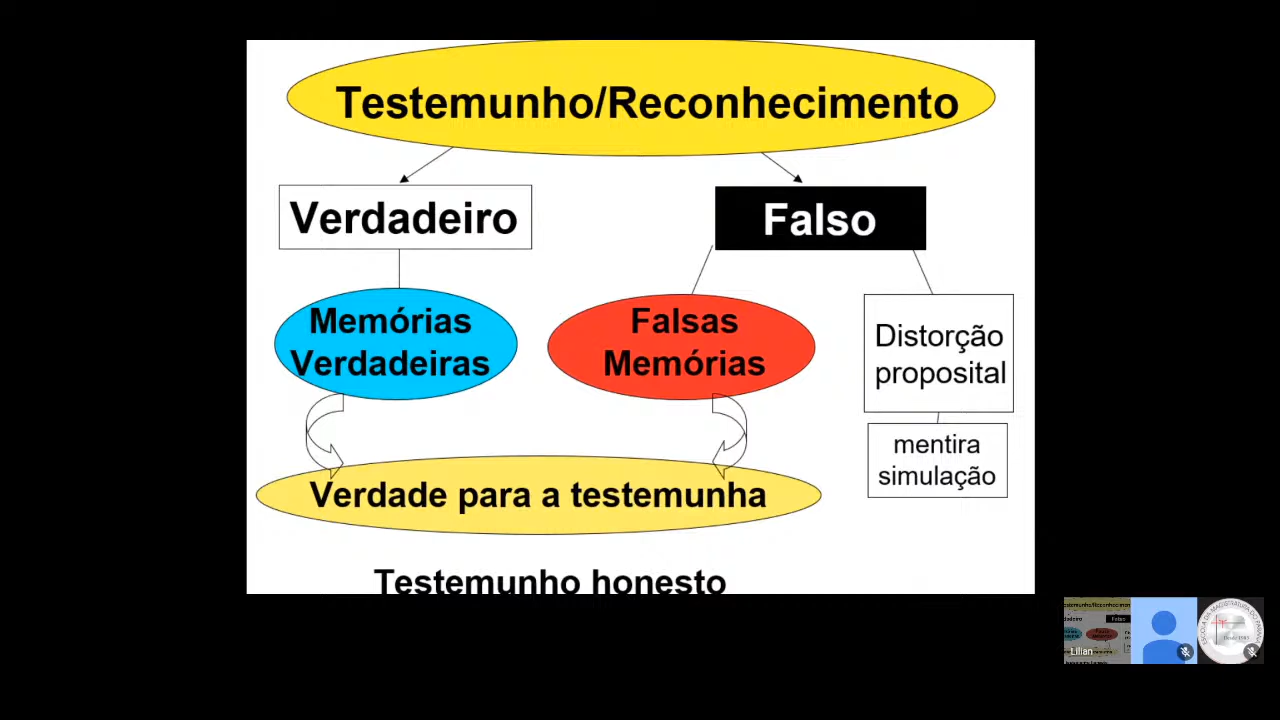 Testemunho/Reconhecimento
Verdadeiro
Falso
Memórias
Verdadeiras
Falsas
Memórias
Distorção
proposital
mentira
simulação
Verdade para a testemunha
Testemunho honesto
Lilian